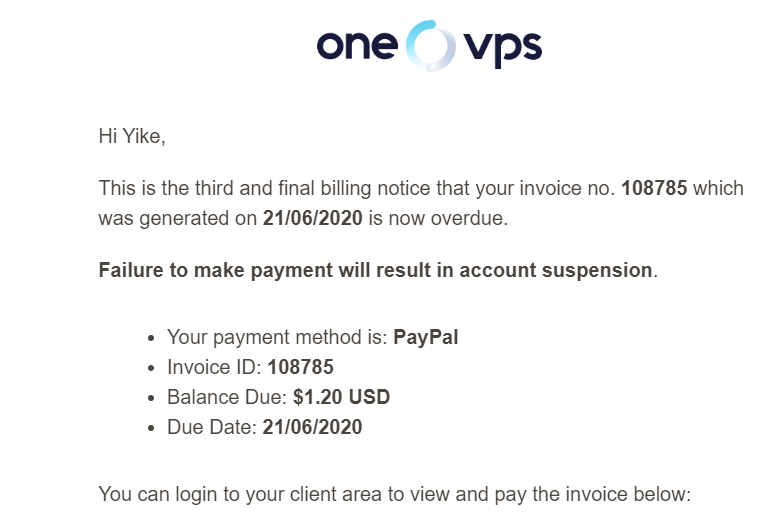 one vps
Hi Yike,
This is the third and final billing notice that your invoice no. 108785 which
was generated on 21/06/2020 is now overdue.
Failure to make payment will result in account suspension.
• Your payment method is: PayPal
• Invoice ID: 108785
• Balance Due: $1.20 USD
• Due Date: 21/06/2020
You can login to your client area to view and pay the invoice below: